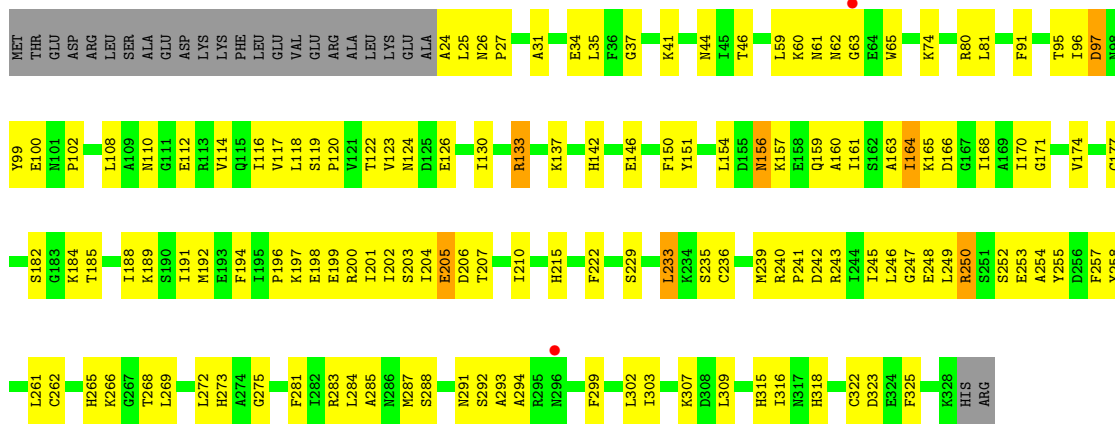 MET THR GLU ASP ARG LEU SER ALA GLU ASP LYS LYS PHE LEU GLU VAL GLU ARG ALA LEU LYS GLU ALA A24 L25 N26 P27 A31 E34 L35 F36 G37 K41 N44 I45 T46 L59 K60 N61 N62 G63 E64 W65 K74 R80 L81 F91 T95 I96 D97 N98
Y99 E100 N101 P102 L108 A109 N110 G111 E112 R113 V114 Q115 I116 V117 L118 S119 P120 V121 T122 V123 N124 D125 E126 I130 R133 K137 H142 E146 F150 Y151 L154 D155 N156 K157 E158 Q159 A160 I161 S162 A163 I164 K165 D166 G167 I168 A169 I170 G171 V174 G177
S182 G183 K184 T185 I188 K189 S190 I191 M192 E193 F194 I195 P196 K197 E198 E199 R200 I201 I202 S203 I204 E205 D206 T207 I210 H215 F222 S229 L233 K234 S235 C236 M239 R240 P241 D242 R243 I244 I245 L246 G247 E248 L249 R250 S251 S252 E253 A254 Y255 D256 F257 Y258
L261 C262 H265 K266 G267 T268 L269 L272 H273 A274 G275 F281 I282 R283 L284 A285 N286 M287 S288 N291 S292 A293 A294 R295 N296 F299 L302 I303 K307 D308 L309 H315 I316 N317 H318 C322 D323 E324 F325 K328 HIS ARG